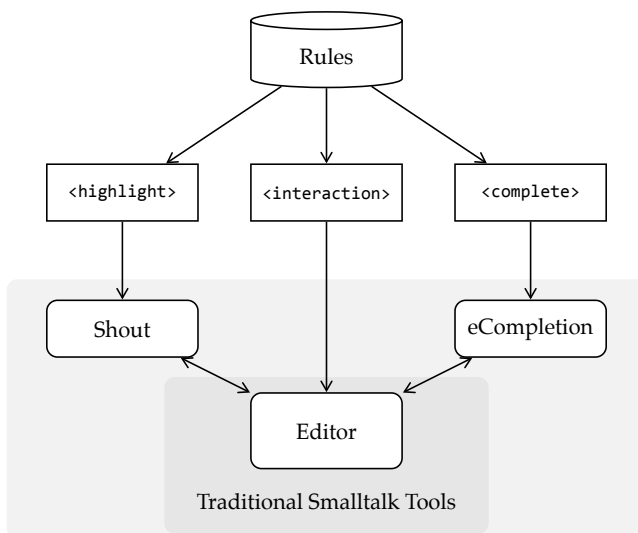 Rules
<highlight>
<interaction>
<complete>
Shout
eCompletion
Editor
Traditional Smalltalk Tools